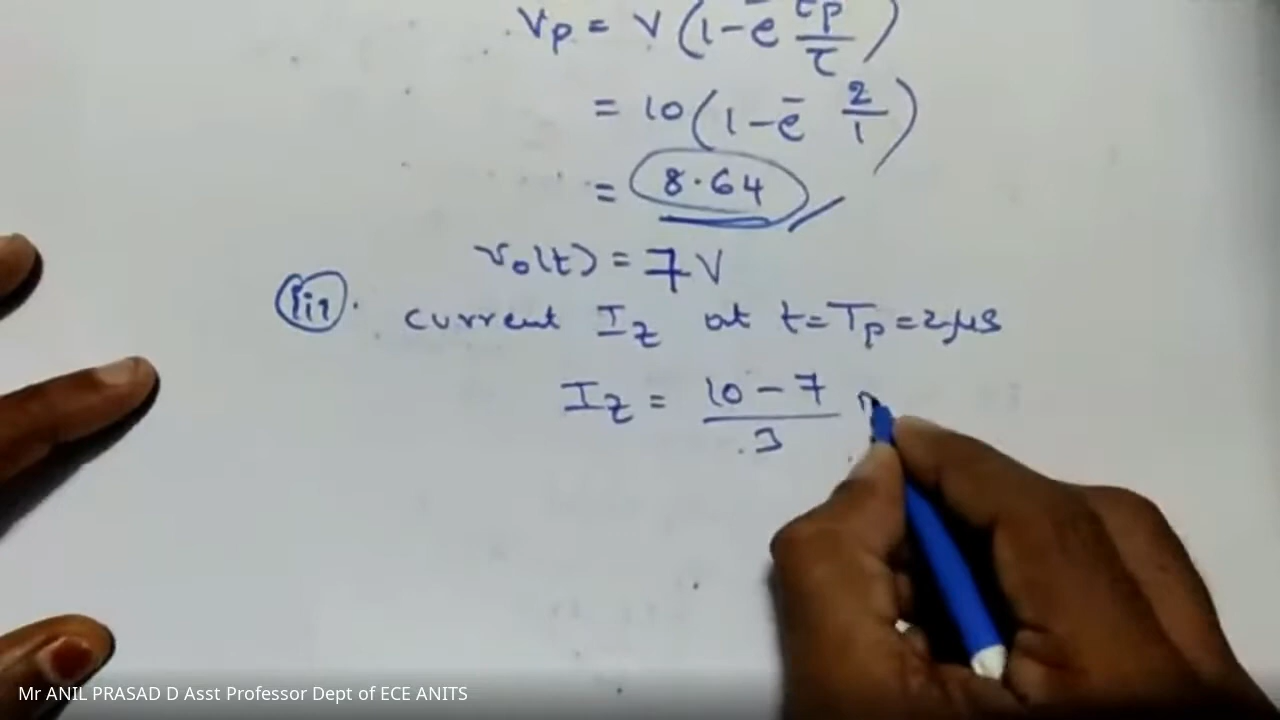 Vp = V (1 - e^-tp/τ)
= 10 (1 - e^- 2/1)
= 8.64
vo(t) = 7V
(iii). current Iz at t = Tp = 2μs
Iz = 10 - 7 / 3
Mr ANIL PRASAD D Asst Professor Dept of ECE ANITS